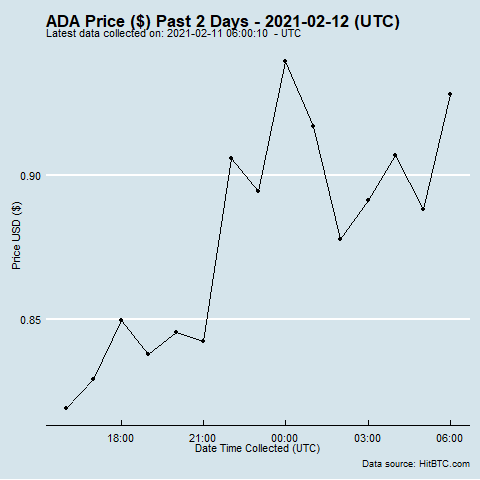 ADA Price ($) Past 2 Days - 2021-02-12 (UTC)
Latest data collected on: 2021-02-11 06:00:10  - UTC
0.90
Price USD ($)
0.85
18:00 21:00 00:00 03:00 06:00
Date Time Collected (UTC)
Data source: HitBTC.com